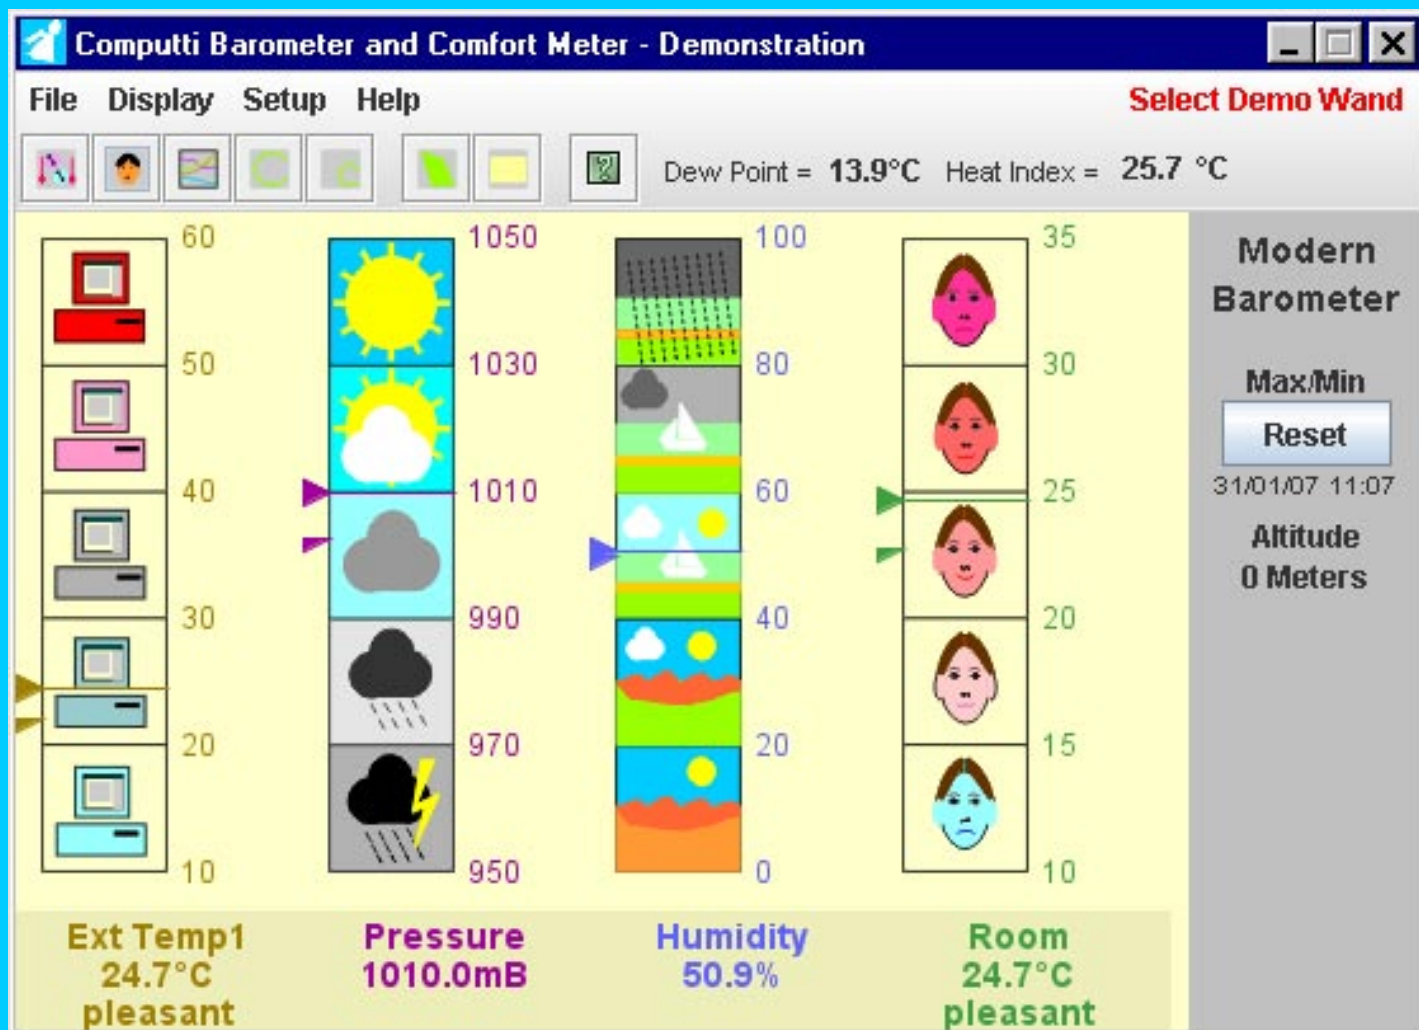 Computti Barometer and Comfort Meter - Demonstration
File Display Setup Help Select Demo Wand
Dew Point = 13.9°C Heat Index = 25.7 °C
60 1050 100 35
50 1030 80 30
40 1010 60 25
30 990 40 20
20 970 20 15
10 950 0 10
Ext Temp1
24.7°C
pleasant
Pressure
1010.0mB
Humidity
50.9%
Room
24.7°C
pleasant
Modern
Barometer
Max/Min
Reset
31/01/07 11:07
Altitude
0 Meters